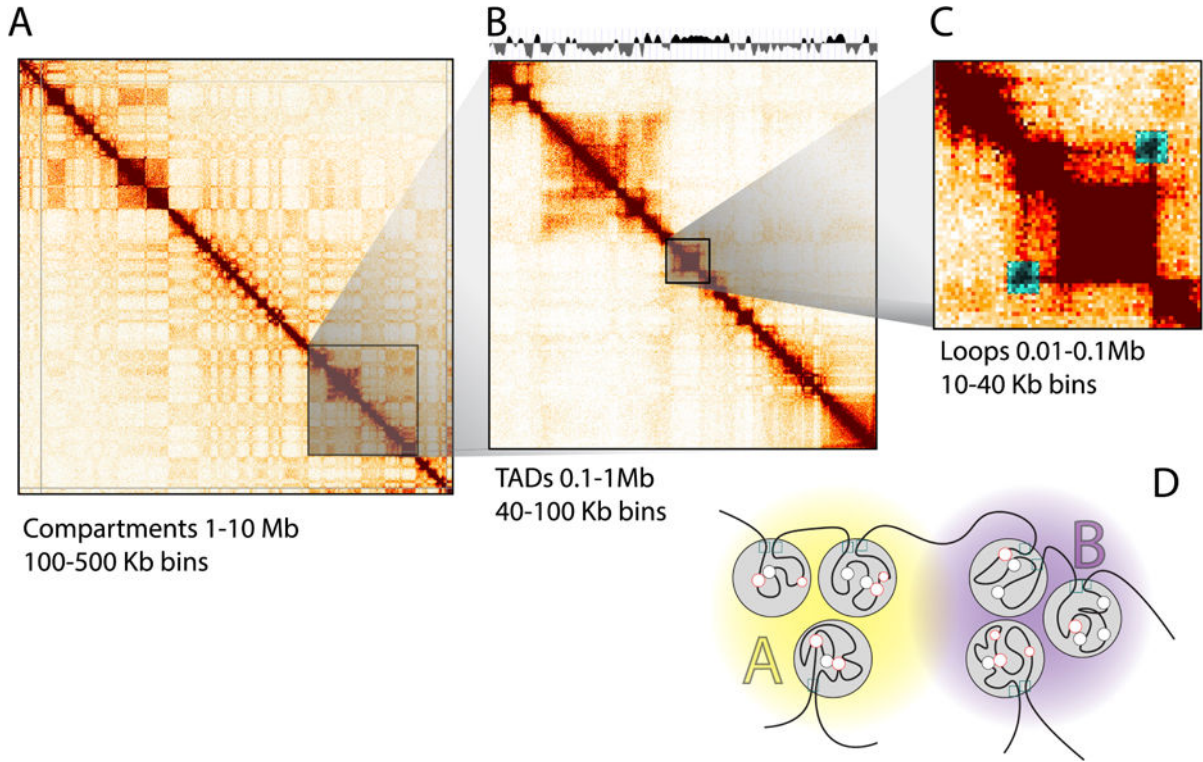 A
B
C
Compartments 1-10 Mb
100-500 Kb bins
TADs 0.1-1Mb
40-100 Kb bins
Loops 0.01-0.1Mb
10-40 Kb bins
D
B
A